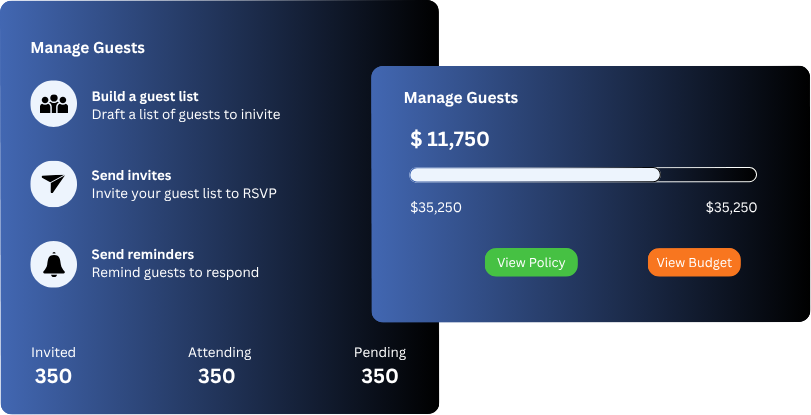 Manage Guests
Build a guest list
Draft a list of guests to inivite
Send invites
Invite your guest list to RSVP
Send reminders
Remind guests to respond
Invited Attending Pending
350 350 350
Manage Guests
$ 11,750
$35,250 $35,250
View Policy View Budget